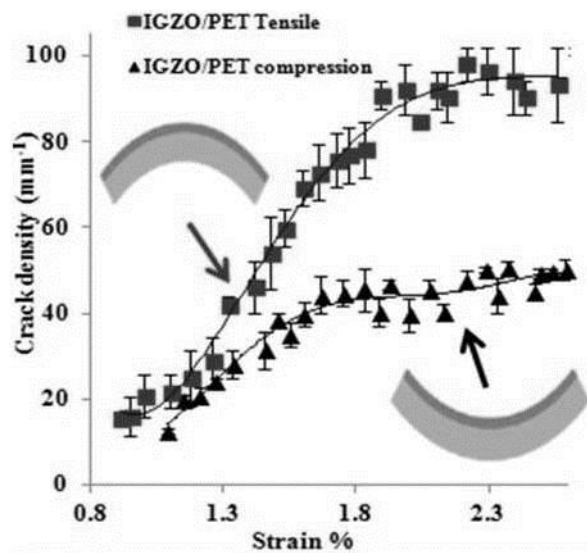 IGZO/PET Tensile
IGZO/PET compression
100
80
60
40
20
0
Crack density (mm⁻¹)
0.8 1.3 1.8 2.3
Strain %